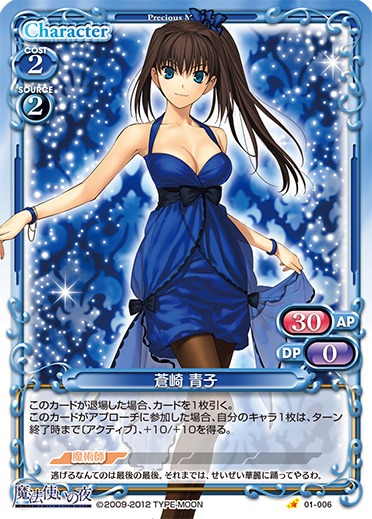 Precious M
Character
COST
2
SOURCE
2
30 AP
DP 0
蒼崎 青子
このカードが退場した場合、カードを1枚引く。
このカードがアプローチに参加した場合、自分のキャラ1枚は、ターン
終了時まで〔アクティブ〕、+10/+10を得る。
魔術師
逃げるなんてのは最後の最後。それまでは、せいぜい華麗に踊ってやるわ。
魔法使いの夜
©2009-2012 TYPE-MOON
01-006